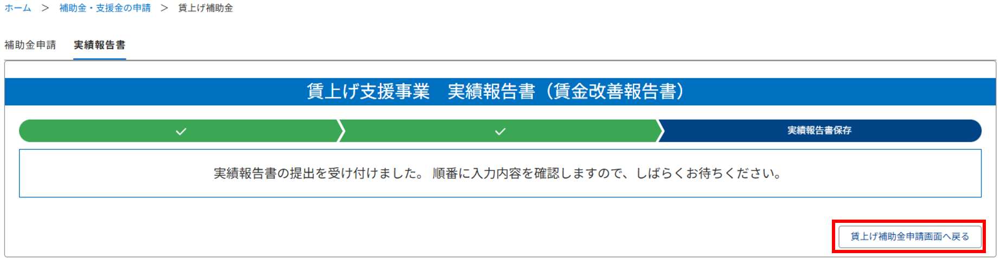 ホーム ＞ 補助金・支援金の申請 ＞ 賃上げ補助金
補助金申請 実績報告書
賃上げ支援事業　実績報告書（賃金改善報告書）
実績報告書保存
実績報告書の提出を受け付けました。 順番に入力内容を確認しますので、しばらくお待ちください。
賃上げ補助金申請画面へ戻る